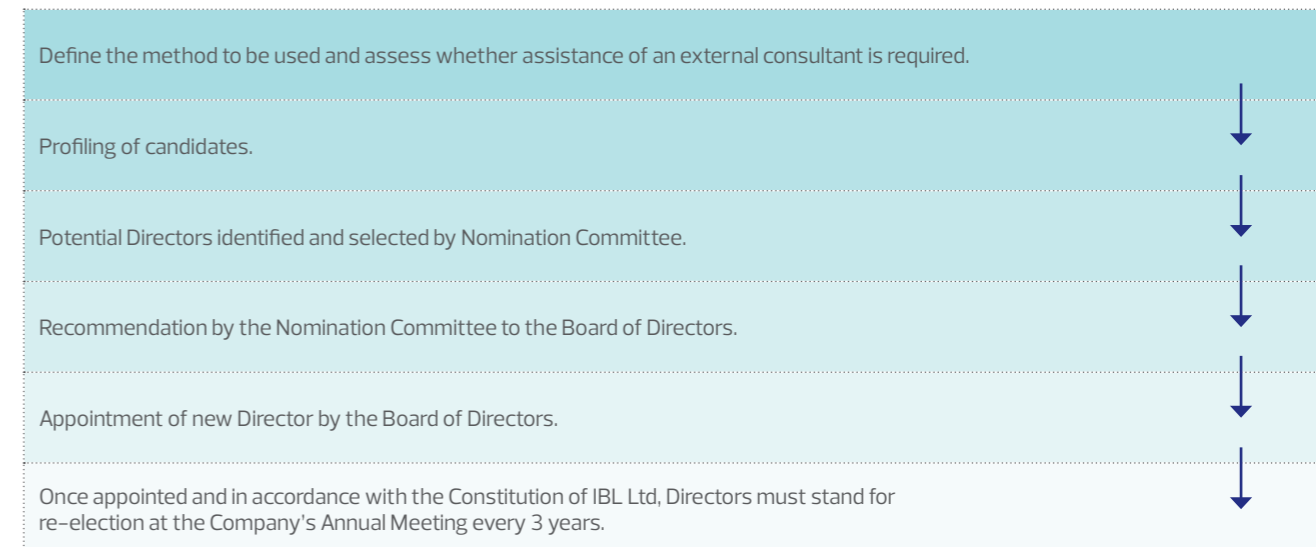 Define the method to be used and assess whether assistance of an external consultant is required.
Profiling of candidates.
Potential Directors identified and selected by Nomination Committee.
Recommendation by the Nomination Committee to the Board of Directors.
Appointment of new Director by the Board of Directors.
Once appointed and in accordance with the Constitution of IBL Ltd, Directors must stand for
re-election at the Company's Annual Meeting every 3 years.